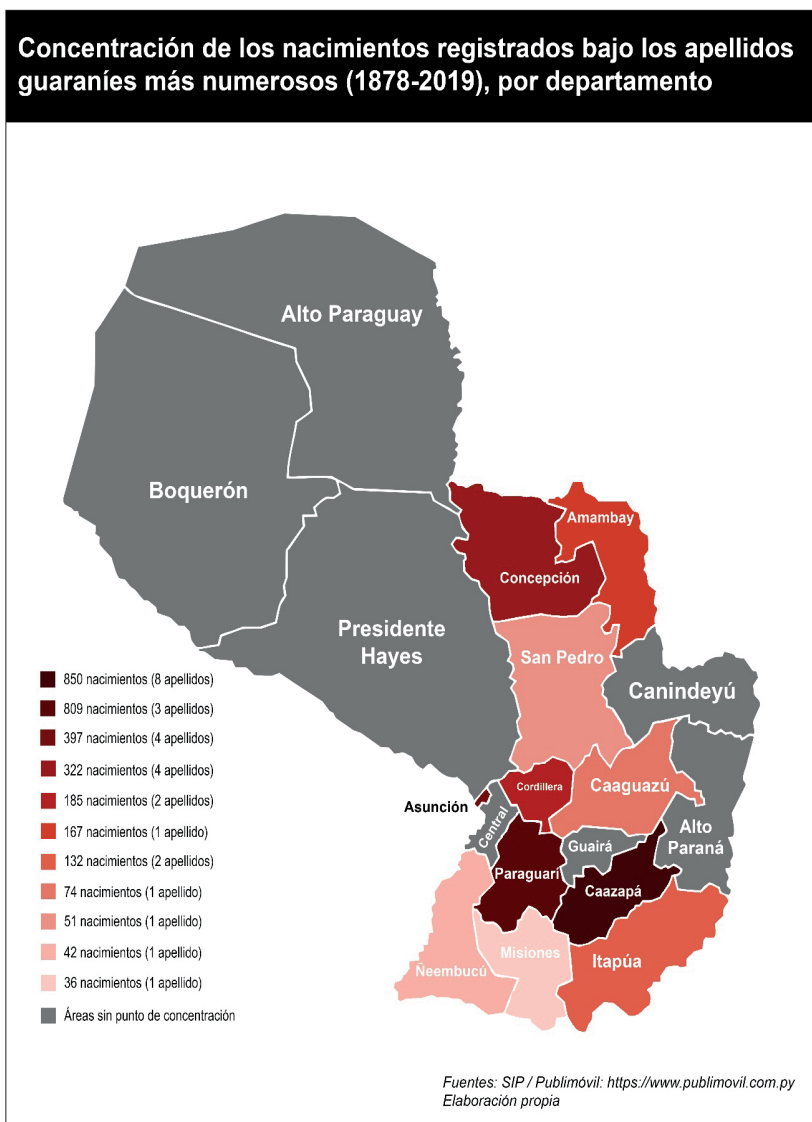 Concentración de los nacimientos registrados bajo los apellidos
guaraníes más numerosos (1878-2019), por departamento
Alto Paraguay
Boquerón
Amambay
Concepción
Presidente
Hayes
San Pedro
Canindeyú
850 nacimientos (8 apellidos)
809 nacimientos (3 apellidos)
397 nacimientos (4 apellidos)
322 nacimientos (4 apellidos)
185 nacimientos (2 apellidos)
167 nacimientos (1 apellido)
132 nacimientos (2 apellidos)
74 nacimientos (1 apellido)
51 nacimientos (1 apellido)
42 nacimientos (1 apellido)
36 nacimientos (1 apellido)
Áreas sin punto de concentración
Cordillera
Caaguazú
Asunción
Central
Guairá
Alto
Paraná
Paraguarí
Caazapá
Misiones
Itapúa
Ñeembucú
Fuentes: SIP / Publimóvil: https://www.publimovil.com.py
Elaboración propia